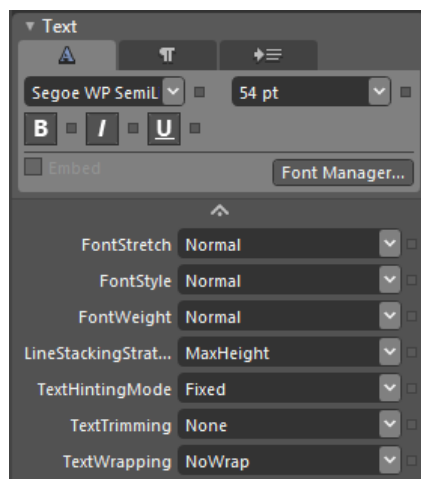 Text
A ¶
Segoe WP SemiL 54 pt
B I U
Embed Font Manager...
FontStretch Normal
FontStyle Normal
FontWeight Normal
LineStackingStrat... MaxHeight
TextHintingMode Fixed
TextTrimming None
TextWrapping NoWrap